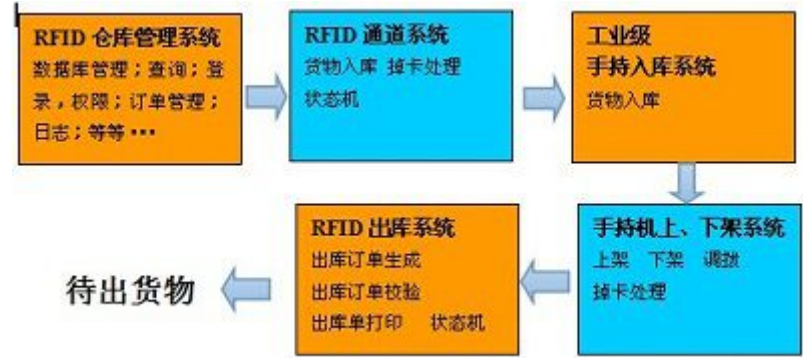 RFID 仓库管理系统
数据库管理；查询；登
录，权限；订单管理；
日志；等等…
RFID 通道系统
货物入库 掉卡处理
状态机
工业级
手持入库系统
货物入库
手持机上、下架系统
上架 下架 调拨
掉卡处理
RFID 出库系统
出库订单生成
出库订单校验
出库单打印 状态机
待出货物